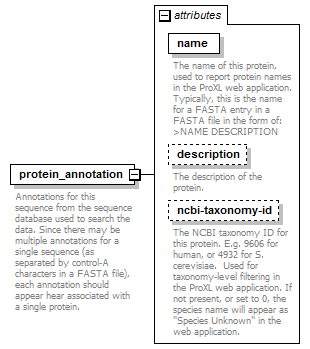 attributes
name
The name of this protein,
used to report protein names
in the ProXL web application.
Typically, this is the name
for a FASTA entry in a
FASTA file in the form of:
>NAME DESCRIPTION
description
The description of the
protein.
ncbi-taxonomy-id
The NCBI taxonomy ID for
this protein. E.g. 9606 for
human, or 4932 for S.
cerevisiae.  Used for
taxonomy-level filtering in
the ProXL web application. If
not present, or set to 0, the
species name will appear as
"Species Unknown" in the
web application.
protein_annotation
Annotations for this
sequence from the sequence
database used to search the
data. Since there may be
multiple annotations for a
single sequence (as
separated by control-A
characters in a FASTA file),
each annotation should
appear hear associated with
a single protein.